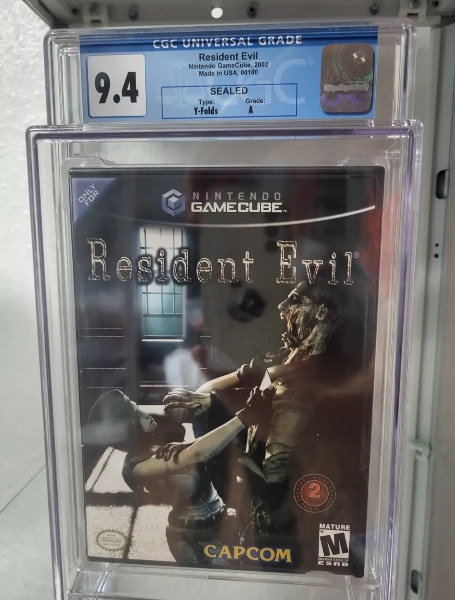 CGC UNIVERSAL GRADE
9.4
Resident Evil
Nintendo GameCube, 2002
Made in USA, 00100
SEALED
Type: Grade:
Y-Folds A
ONLY FOR
NINTENDO
GAMECUBE
Resident Evil
2
MATURE
M
ESRB
CAPCOM